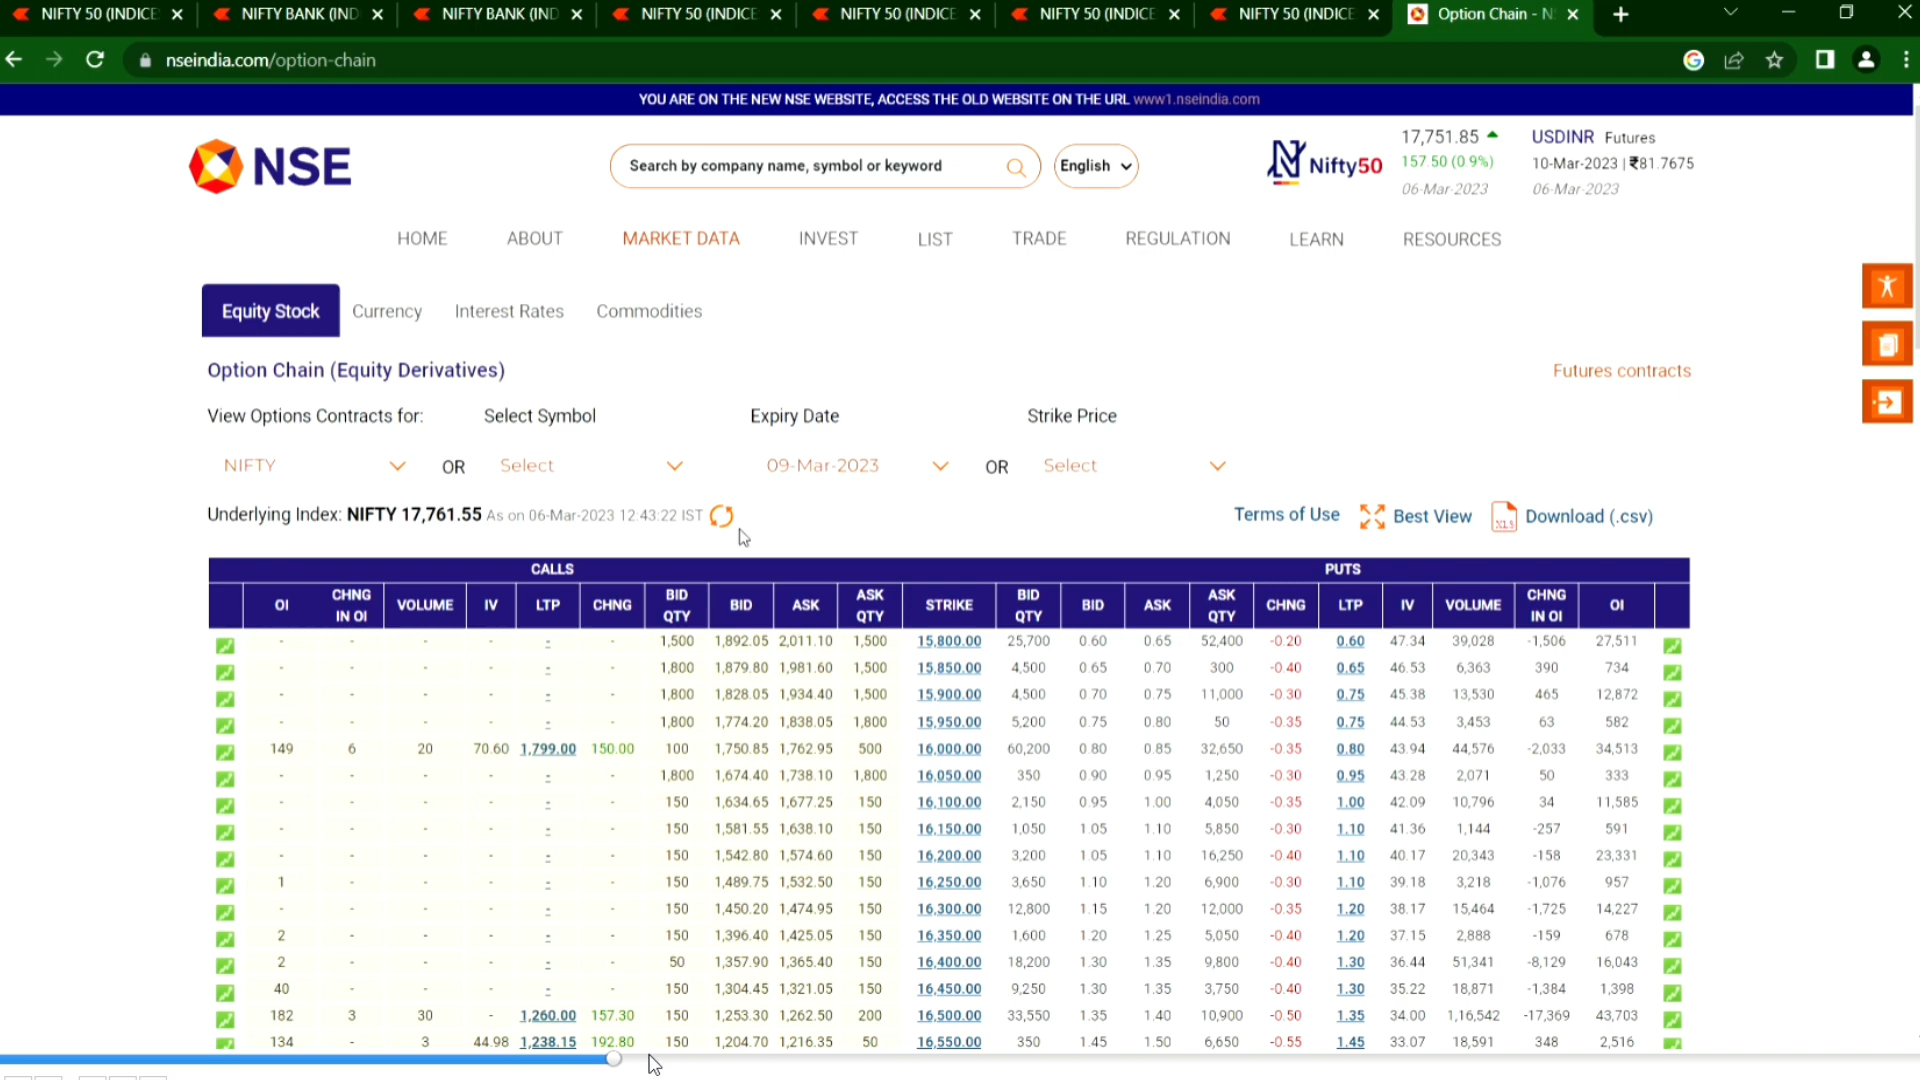 NIFTY 50 (INDICE NIFTY BANK (IND NIFTY BANK (IND NIFTY 50 (INDICE NIFTY 50 (INDICE NIFTY 50 (INDICE NIFTY 50 (INDICE Option Chain - N
nseindia.com/option-chain
YOU ARE ON THE NEW NSE WEBSITE, ACCESS THE OLD WEBSITE ON THE URL www1.nseindia.com
NSE
Search by company name, symbol or keyword
English
Nifty50
17,751.85
157.50 (0.9%)
06-Mar-2023
USDINR Futures
10-Mar-2023 | ₹81.7675
06-Mar-2023
HOME ABOUT MARKET DATA INVEST LIST TRADE REGULATION LEARN RESOURCES
Equity Stock Currency Interest Rates Commodities
Option Chain (Equity Derivatives) Futures contracts
View Options Contracts for: Select Symbol Expiry Date Strike Price
NIFTY OR Select 09-Mar-2023 OR Select
Underlying Index: NIFTY 17,761.55 As on 06-Mar-2023 12:43:22 IST Terms of Use Best View XLS Download (.csv)
CALLS PUTS
OI CHNG IN OI VOLUME IV LTP CHNG BID QTY BID ASK ASK QTY STRIKE BID QTY BID ASK ASK QTY CHNG LTP IV VOLUME CHNG IN OI OI
- - - - - - 1,500 1,892.05 2,011.10 1,500 15,800.00 25,700 0.60 0.65 52,400 -0.20 0.60 47.34 39,028 -1,506 27,511
- - - - - - 1,800 1,879.80 1,981.60 1,500 15,850.00 4,500 0.65 0.70 300 -0.40 0.65 46.53 6,363 390 734
- - - - - - 1,800 1,828.05 1,934.40 1,500 15,900.00 4,500 0.70 0.75 11,000 -0.30 0.75 45.38 13,530 465 12,872
- - - - - - 1,800 1,774.20 1,838.05 1,800 15,950.00 5,200 0.75 0.80 50 -0.35 0.75 44.53 3,453 63 582
149 6 20 70.60 1,799.00 150.00 100 1,750.85 1,762.95 500 16,000.00 60,200 0.80 0.85 32,650 -0.35 0.80 43.94 44,576 -2,033 34,513
- - - - - - 1,800 1,674.40 1,738.10 1,800 16,050.00 350 0.90 0.95 1,250 -0.30 0.95 43.28 2,071 50 333
- - - - - - 150 1,634.65 1,677.25 150 16,100.00 2,150 0.95 1.00 4,050 -0.35 1.00 42.09 10,796 34 11,585
- - - - - - 150 1,581.55 1,638.10 150 16,150.00 1,050 1.05 1.10 5,850 -0.30 1.10 41.36 1,144 -257 591
- - - - - - 150 1,542.80 1,574.60 150 16,200.00 3,200 1.05 1.10 16,250 -0.40 1.10 40.17 20,343 -158 23,331
1 - - - - - 150 1,489.75 1,532.50 150 16,250.00 3,650 1.10 1.20 6,900 -0.30 1.10 39.18 3,218 -1,076 957
- - - - - - 150 1,450.20 1,474.95 150 16,300.00 12,800 1.15 1.20 12,000 -0.35 1.20 38.17 15,464 -1,725 14,227
2 - - - - - 150 1,396.40 1,425.05 150 16,350.00 1,600 1.20 1.25 5,050 -0.40 1.20 37.15 2,888 -159 678
2 - - - - - 50 1,357.90 1,365.40 150 16,400.00 18,200 1.30 1.35 9,800 -0.40 1.30 36.44 51,341 -8,129 16,043
40 - - - - - 150 1,304.45 1,321.05 150 16,450.00 9,250 1.30 1.35 3,750 -0.40 1.30 35.22 18,871 -1,384 1,398
182 3 30 - 1,260.00 157.30 150 1,253.30 1,262.50 200 16,500.00 33,550 1.35 1.40 10,900 -0.50 1.35 34.00 1,16,542 -17,369 43,703
134 - 3 44.98 1,238.15 192.80 150 1,204.70 1,216.35 50 16,550.00 350 1.45 1.50 6,650 -0.55 1.45 33.07 18,591 348 2,516